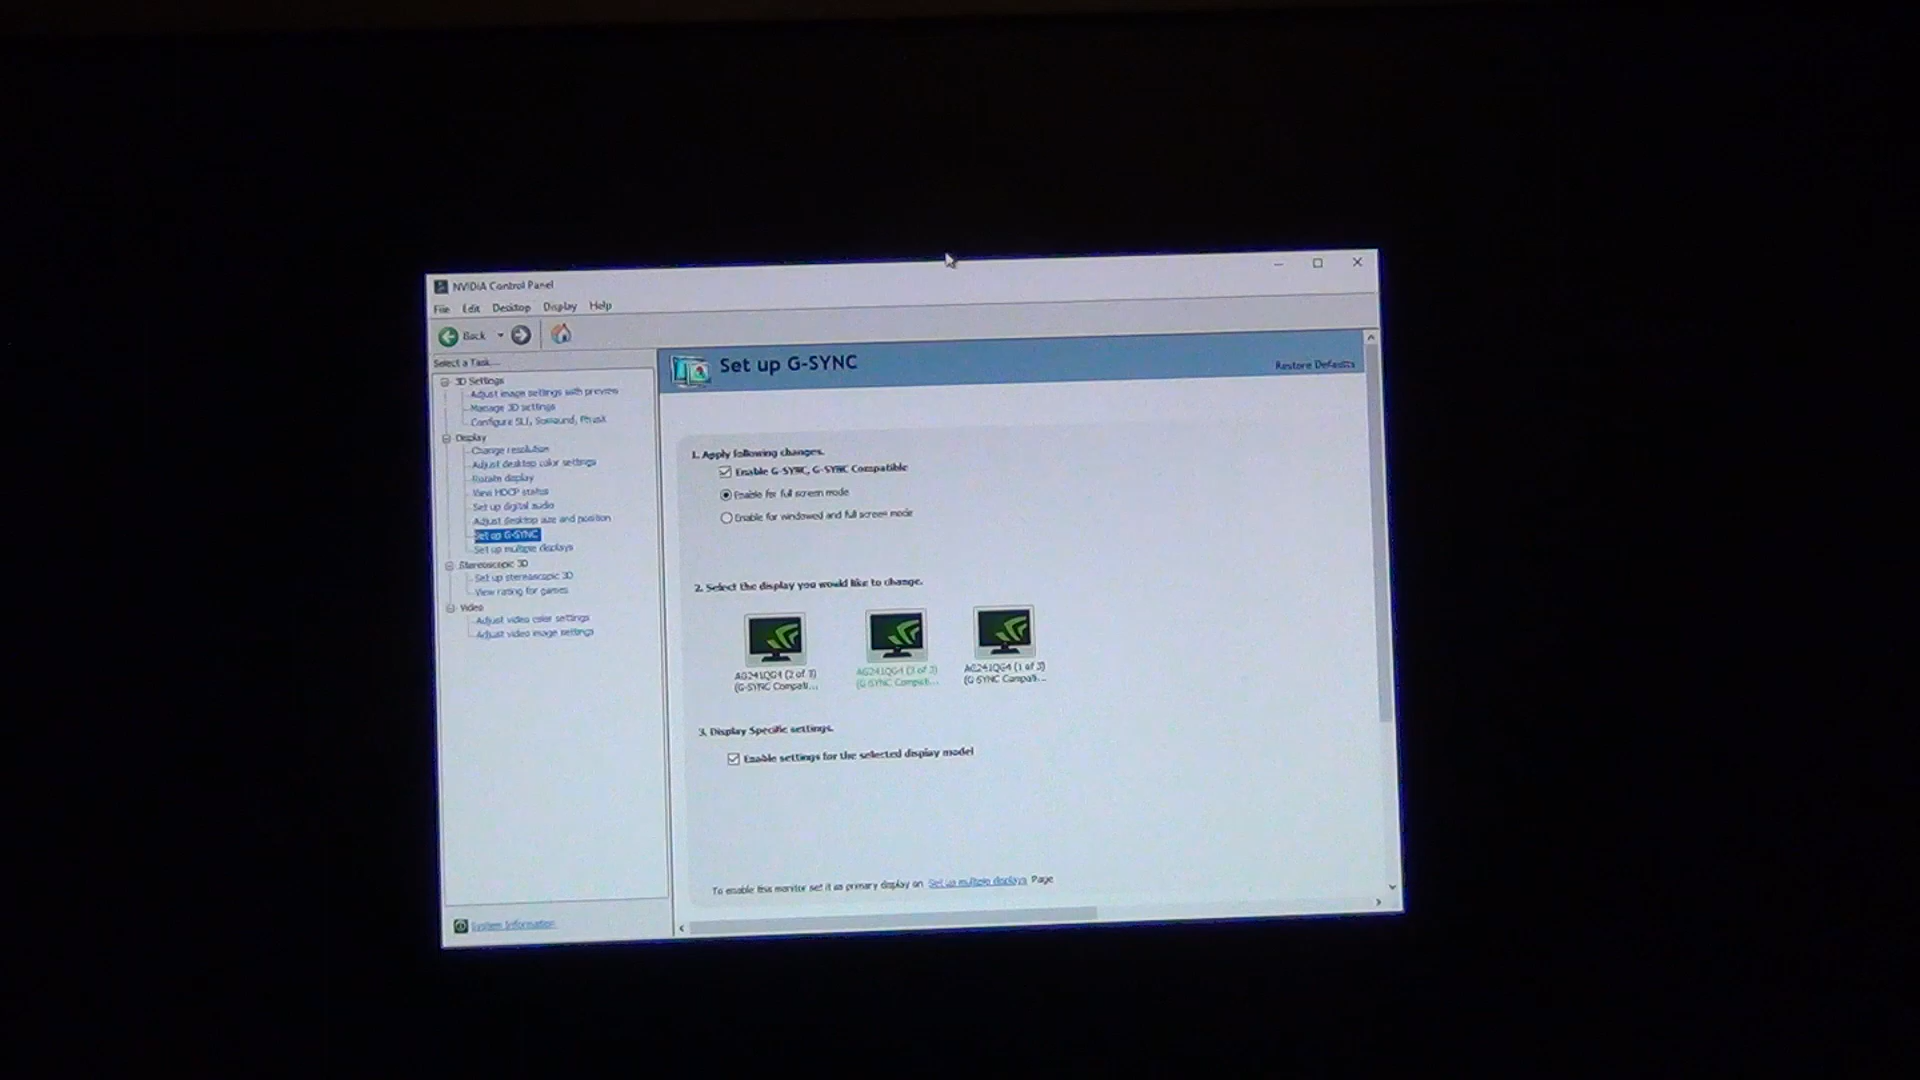 NVIDIA Control Panel
File Edit Desktop Display Help
Back
Select a Task...
3D Settings
Adjust image settings with preview
Manage 3D settings
Configure SLI, Surround, PhysX
Display
Change resolution
Adjust desktop color settings
Rotate display
View HDCP status
Set up digital audio
Adjust desktop size and position
Set up G-SYNC
Set up multiple displays
Stereoscopic 3D
Set up stereoscopic 3D
View rating for games
Video
Adjust video color settings
Adjust video image settings
System Information
Set up G-SYNC
Restore Defaults
1. Apply following changes.
Enable G-SYNC, G-SYNC Compatible
Enable for full screen mode
Enable for windowed and full screen mode
2. Select the display you would like to change.
AG241QG4 (2 of 3)
(G-SYNC Compati...
AG241QG4 (3 of 3)
(G-SYNC Compati...
AG241QG4 (1 of 3)
(G-SYNC Compati...
3. Display Specific settings.
Enable settings for the selected display model
To enable this monitor set it as primary display on Set up multiple displays Page